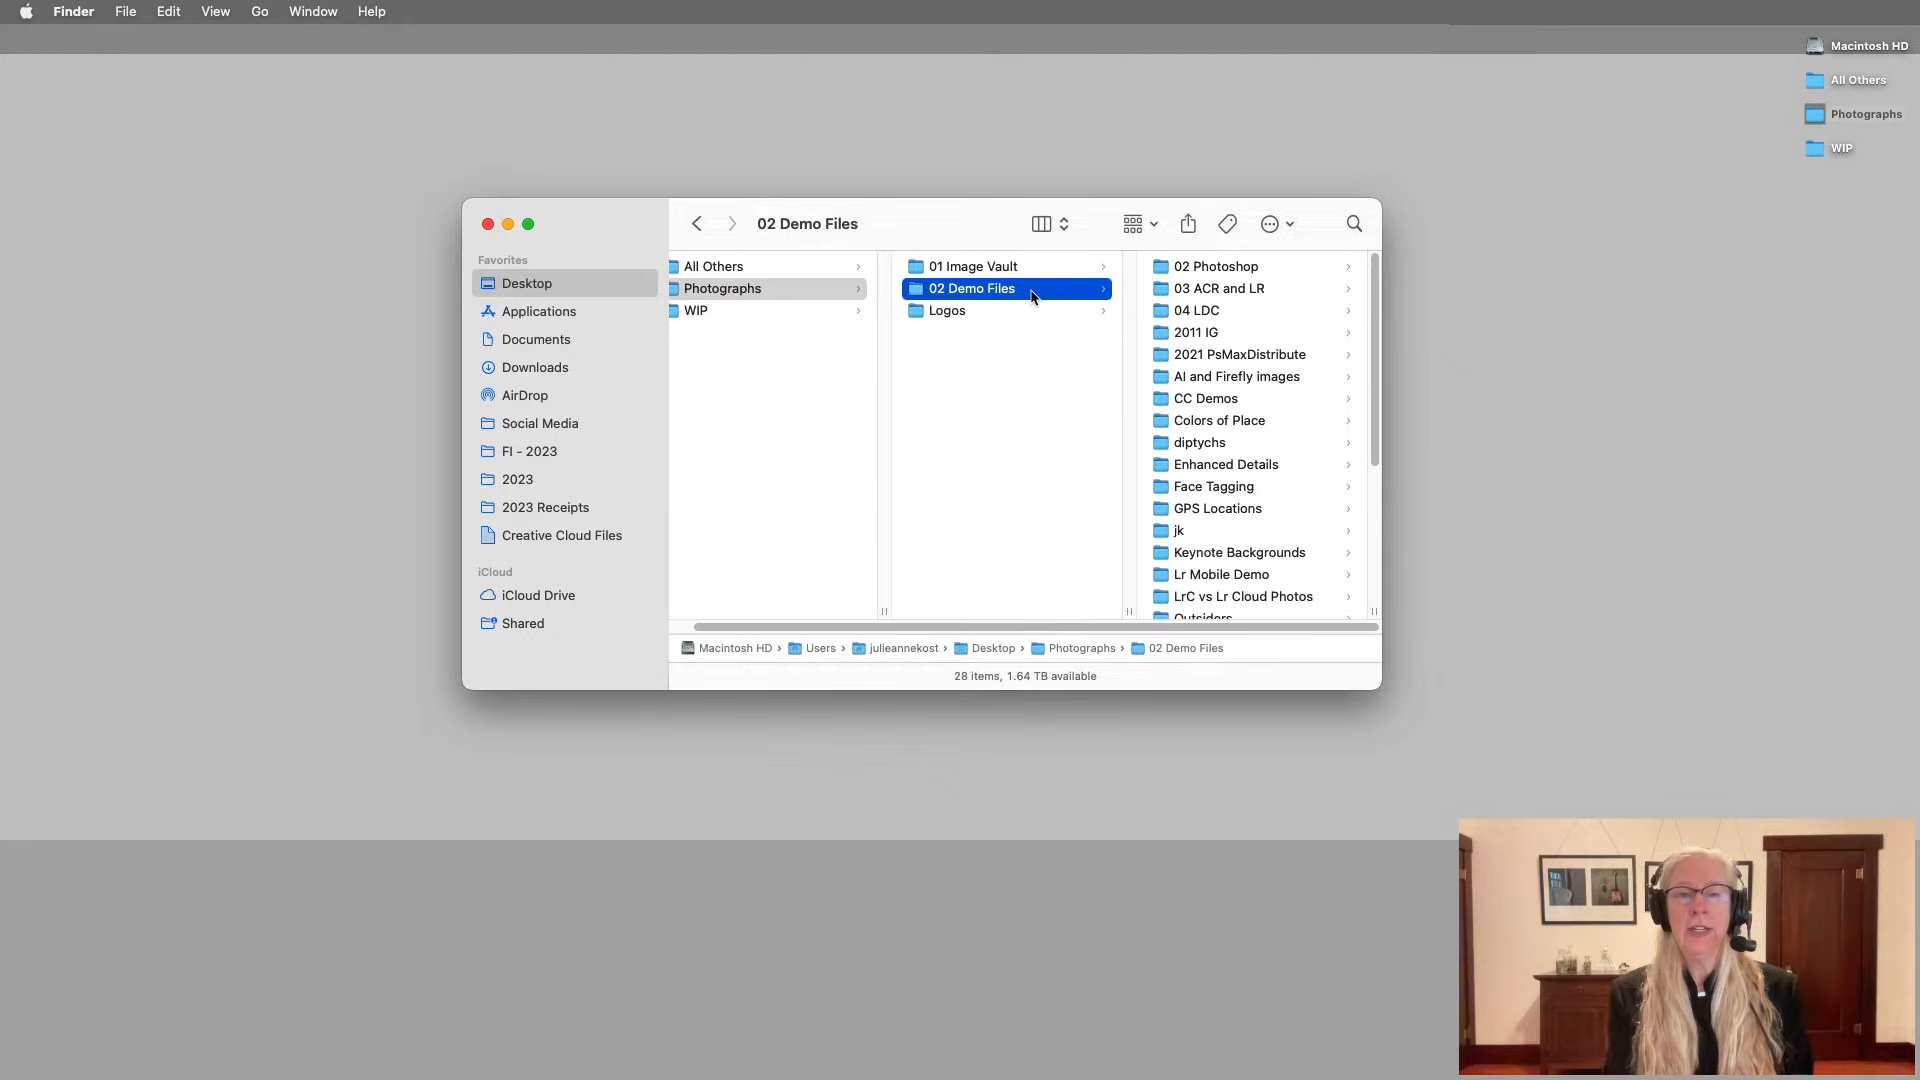 Finder File Edit View Go Window Help
Macintosh HD
All Others
Photographs
WIP
02 Demo Files
Favorites
Desktop
Applications
Documents
Downloads
AirDrop
Social Media
FI - 2023
2023
2023 Receipts
Creative Cloud Files
iCloud
iCloud Drive
Shared
All Others
Photographs
WIP
01 Image Vault
02 Demo Files
Logos
02 Photoshop
03 ACR and LR
04 LDC
2011 IG
2021 PsMaxDistribute
AI and Firefly images
CC Demos
Colors of Place
diptychs
Enhanced Details
Face Tagging
GPS Locations
jk
Keynote Backgrounds
Lr Mobile Demo
LrC vs Lr Cloud Photos
Outsiders
Macintosh HD › Users › julieannekost › Desktop › Photographs › 02 Demo Files
28 items, 1.64 TB available